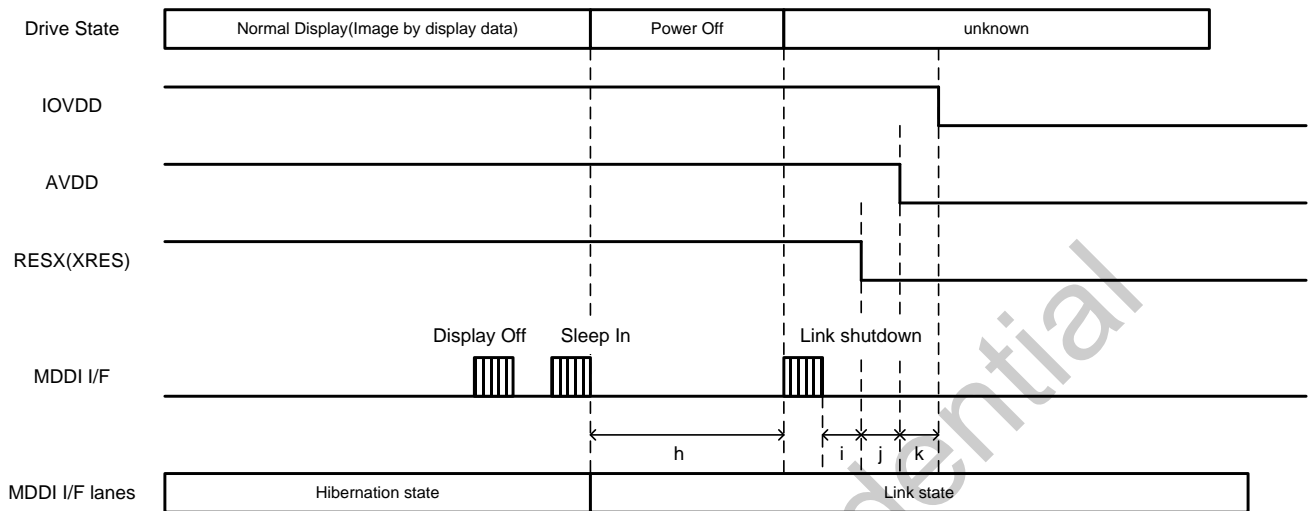 Drive State
Normal Display(Image by display data)
Power Off
unknown
IOVDD
AVDD
RESX(XRES)
Display Off
Sleep In
Link shutdown
MDDI I/F
h
i
j
k
MDDI I/F lanes
Hibernation state
Link state